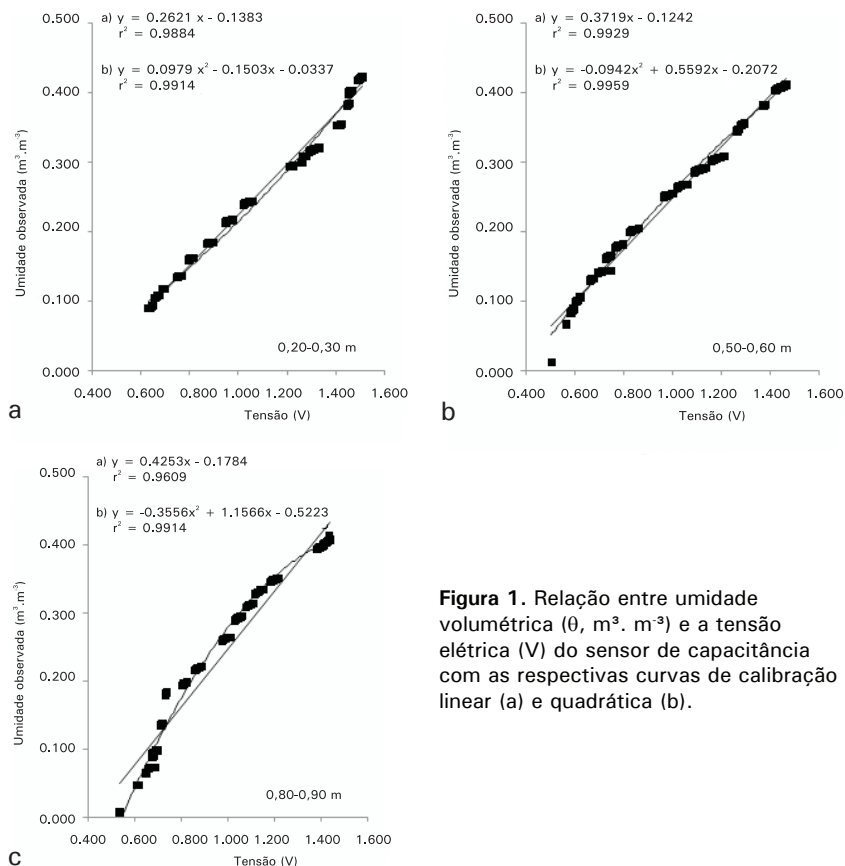 a) y = 0.2621 x - 0.1383
r² = 0.9884
b) y = 0.0979 x² - 0.1503x - 0.0337
r² = 0.9914
0.500
0.400
0.300
0.200
0.100
0.000
Umidade observada (m³.m⁻³)
0,20-0,30 m
0.400 0.600 0.800 1.000 1.200 1.400 1.600
Tensão (V)
a
a) y = 0.3719x - 0.1242
r² = 0.9929
b) y = -0.0942x² + 0.5592x - 0.2072
r² = 0.9959
0.500
0.400
0.300
0.200
0.100
0.000
Umidade observada (m³.m⁻³)
0,50-0,60 m
0.400 0.600 0.800 1.000 1.200 1.400 1.600
Tensão (V)
b
a) y = 0.4253x - 0.1784
r² = 0.9609
b) y = -0.3556x² + 1.1566x - 0.5223
r² = 0.9914
0.500
0.400
0.300
0.200
0.100
0.000
Umidade observada (m³.m⁻³)
0,80-0,90 m
0.400 0.600 0.800 1.000 1.200 1.400 1.600
Tensão (V)
c
Figura 1. Relação entre umidade
volumétrica (θ, m³. m⁻³) e a tensão
elétrica (V) do sensor de capacitância
com as respectivas curvas de calibração
linear (a) e quadrática (b).